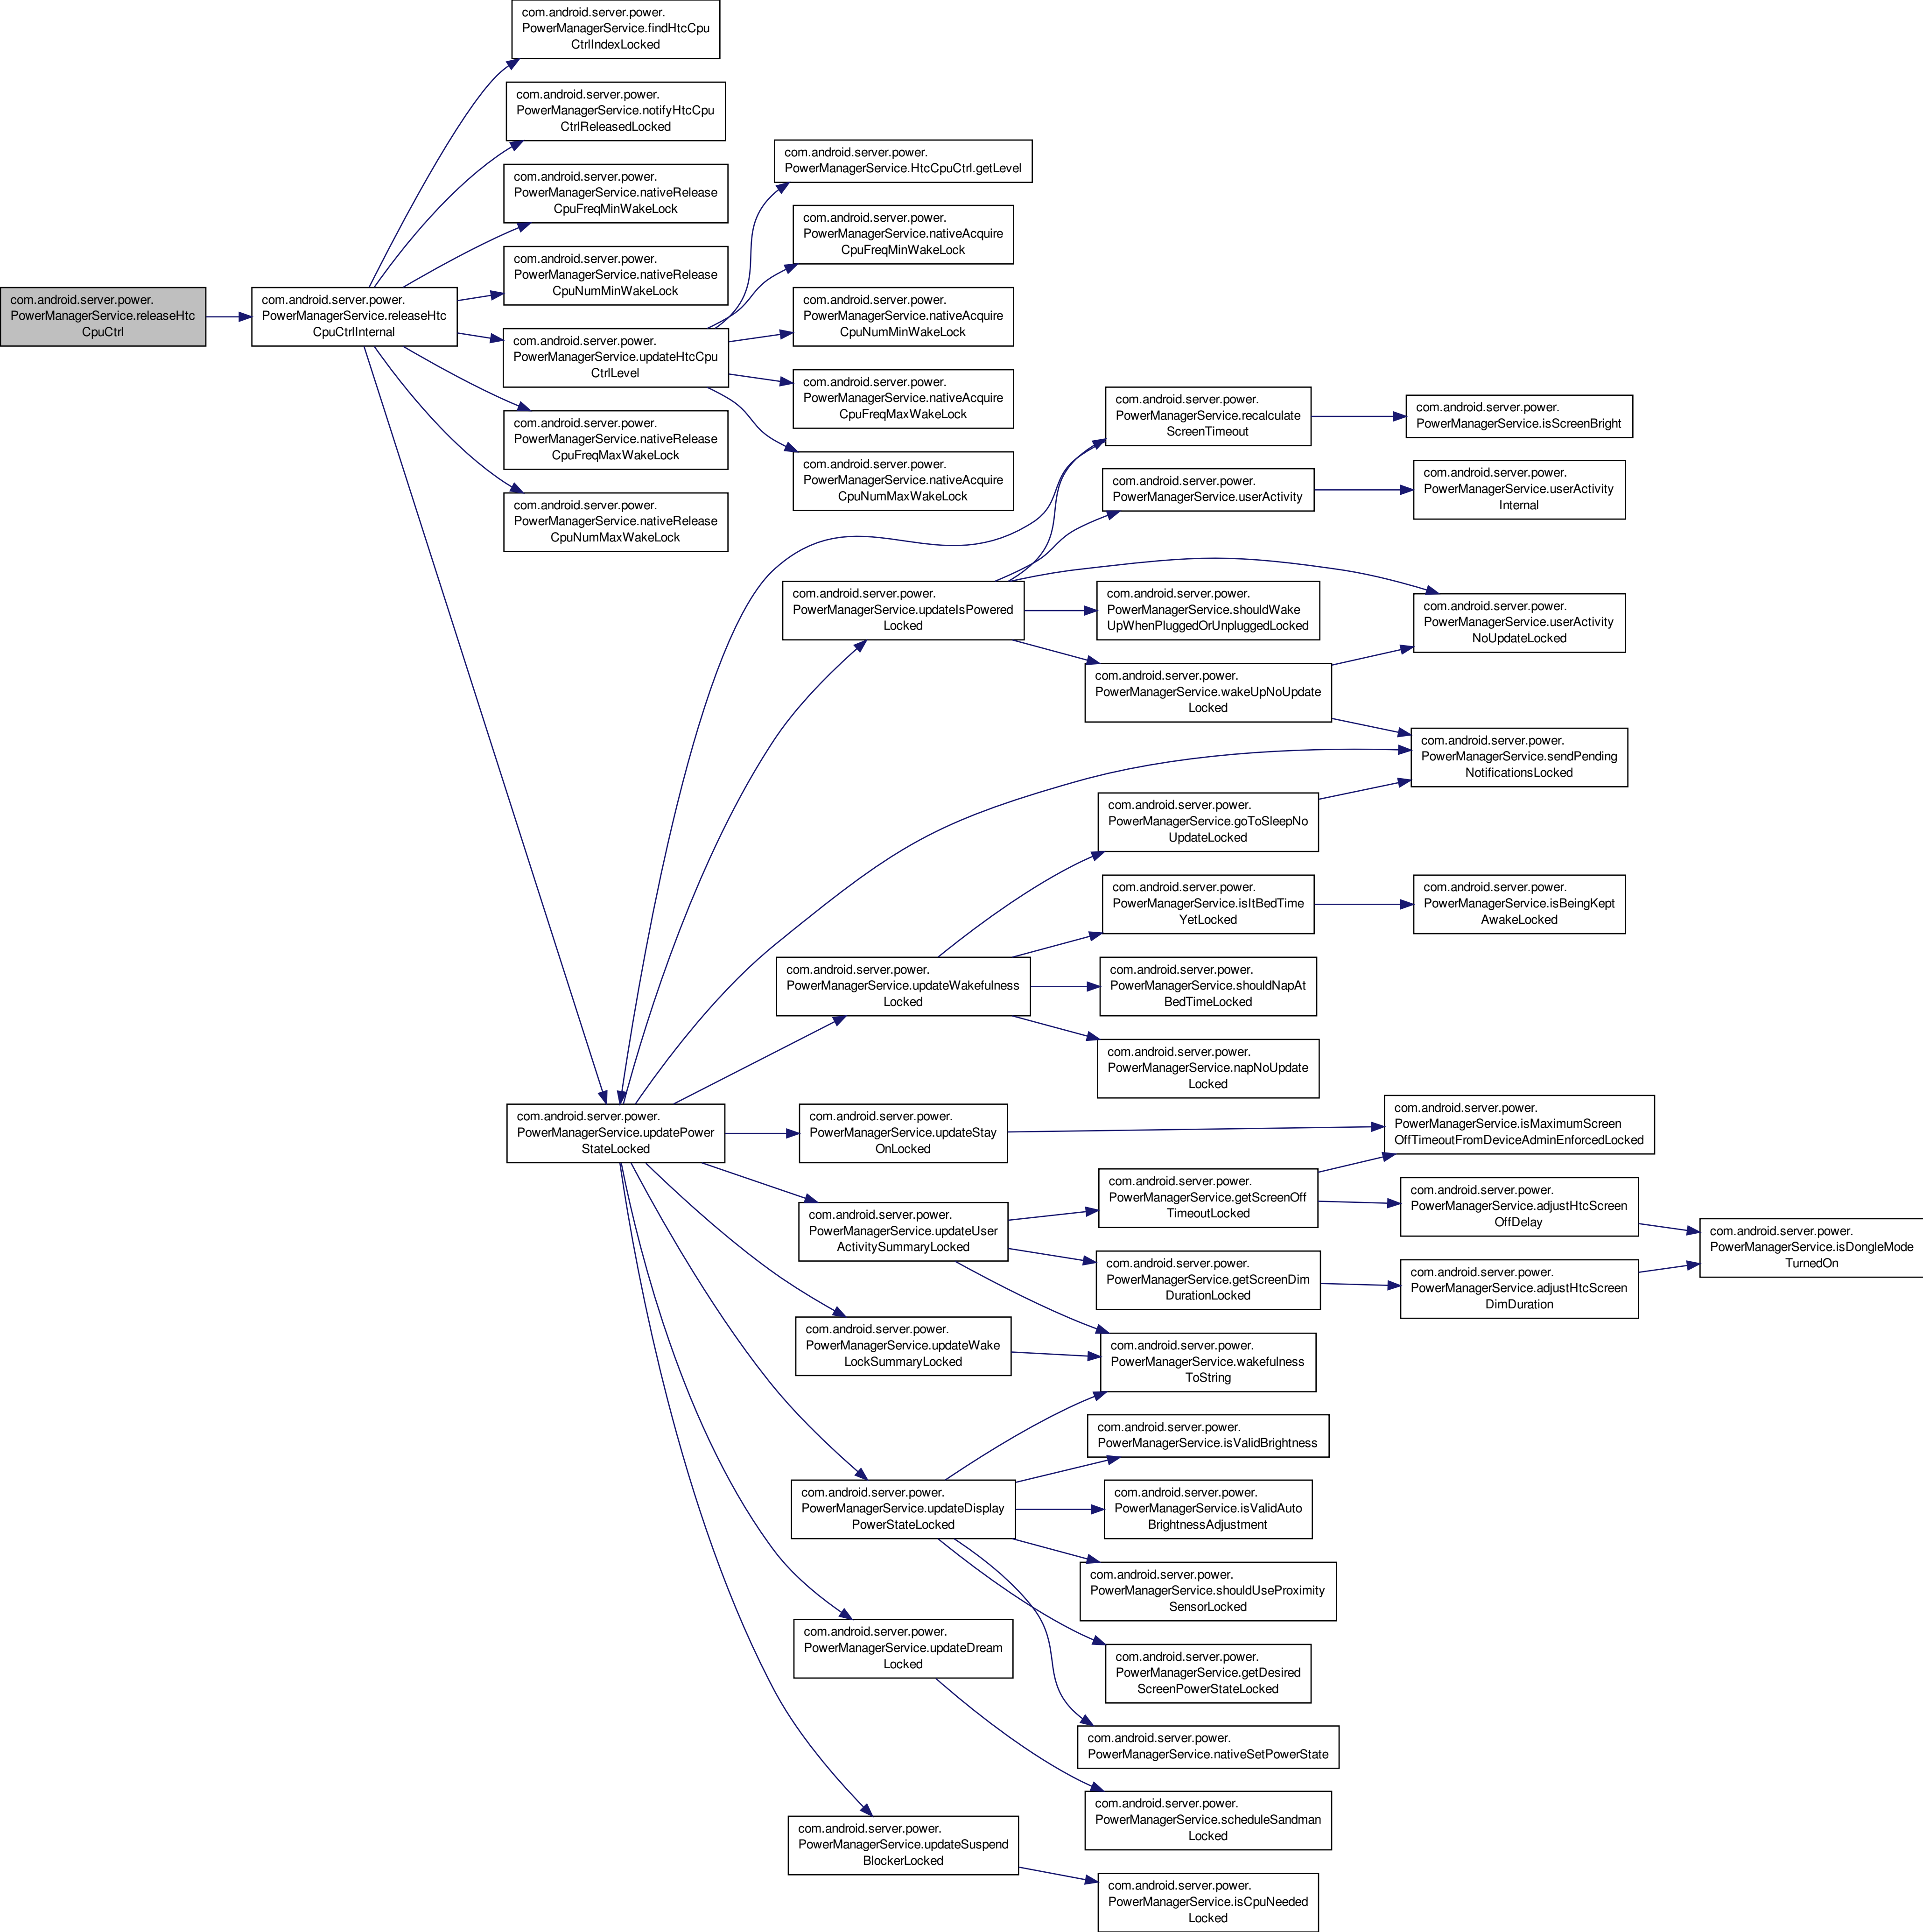 com.android.server.power.
PowerManagerService.releaseHtc
CpuCtrl
com.android.server.power.
PowerManagerService.releaseHtc
CpuCtrlInternal
com.android.server.power.
PowerManagerService.findHtcCpu
CtrlIndexLocked
com.android.server.power.
PowerManagerService.notifyHtcCpu
CtrlReleasedLocked
com.android.server.power.
PowerManagerService.nativeRelease
CpuFreqMinWakeLock
com.android.server.power.
PowerManagerService.nativeRelease
CpuNumMinWakeLock
com.android.server.power.
PowerManagerService.updateHtcCpu
CtrlLevel
com.android.server.power.
PowerManagerService.nativeRelease
CpuFreqMaxWakeLock
com.android.server.power.
PowerManagerService.nativeRelease
CpuNumMaxWakeLock
com.android.server.power.
PowerManagerService.updatePower
StateLocked
com.android.server.power.
PowerManagerService.HtcCpuCtrl.getLevel
com.android.server.power.
PowerManagerService.nativeAcquire
CpuFreqMinWakeLock
com.android.server.power.
PowerManagerService.nativeAcquire
CpuNumMinWakeLock
com.android.server.power.
PowerManagerService.nativeAcquire
CpuFreqMaxWakeLock
com.android.server.power.
PowerManagerService.nativeAcquire
CpuNumMaxWakeLock
com.android.server.power.
PowerManagerService.updateIsPowered
Locked
com.android.server.power.
PowerManagerService.updateWakefulness
Locked
com.android.server.power.
PowerManagerService.updateStay
OnLocked
com.android.server.power.
PowerManagerService.updateUser
ActivitySummaryLocked
com.android.server.power.
PowerManagerService.updateWake
LockSummaryLocked
com.android.server.power.
PowerManagerService.updateDisplay
PowerStateLocked
com.android.server.power.
PowerManagerService.updateDream
Locked
com.android.server.power.
PowerManagerService.updateSuspend
BlockerLocked
com.android.server.power.
PowerManagerService.recalculate
ScreenTimeout
com.android.server.power.
PowerManagerService.userActivity
com.android.server.power.
PowerManagerService.shouldWake
UpWhenPluggedOrUnpluggedLocked
com.android.server.power.
PowerManagerService.wakeUpNoUpdate
Locked
com.android.server.power.
PowerManagerService.goToSleepNo
UpdateLocked
com.android.server.power.
PowerManagerService.isItBedTime
YetLocked
com.android.server.power.
PowerManagerService.shouldNapAt
BedTimeLocked
com.android.server.power.
PowerManagerService.napNoUpdate
Locked
com.android.server.power.
PowerManagerService.getScreenOff
TimeoutLocked
com.android.server.power.
PowerManagerService.getScreenDim
DurationLocked
com.android.server.power.
PowerManagerService.wakefulness
ToString
com.android.server.power.
PowerManagerService.isValidBrightness
com.android.server.power.
PowerManagerService.isValidAuto
BrightnessAdjustment
com.android.server.power.
PowerManagerService.shouldUseProximity
SensorLocked
com.android.server.power.
PowerManagerService.getDesired
ScreenPowerStateLocked
com.android.server.power.
PowerManagerService.nativeSetPowerState
com.android.server.power.
PowerManagerService.scheduleSandman
Locked
com.android.server.power.
PowerManagerService.isCpuNeeded
Locked
com.android.server.power.
PowerManagerService.isScreenBright
com.android.server.power.
PowerManagerService.userActivity
Internal
com.android.server.power.
PowerManagerService.userActivity
NoUpdateLocked
com.android.server.power.
PowerManagerService.sendPending
NotificationsLocked
com.android.server.power.
PowerManagerService.isBeingKept
AwakeLocked
com.android.server.power.
PowerManagerService.isMaximumScreen
OffTimeoutFromDeviceAdminEnforcedLocked
com.android.server.power.
PowerManagerService.adjustHtcScreen
OffDelay
com.android.server.power.
PowerManagerService.adjustHtcScreen
DimDuration
com.android.server.power.
PowerManagerService.isDongleMode
TurnedOn